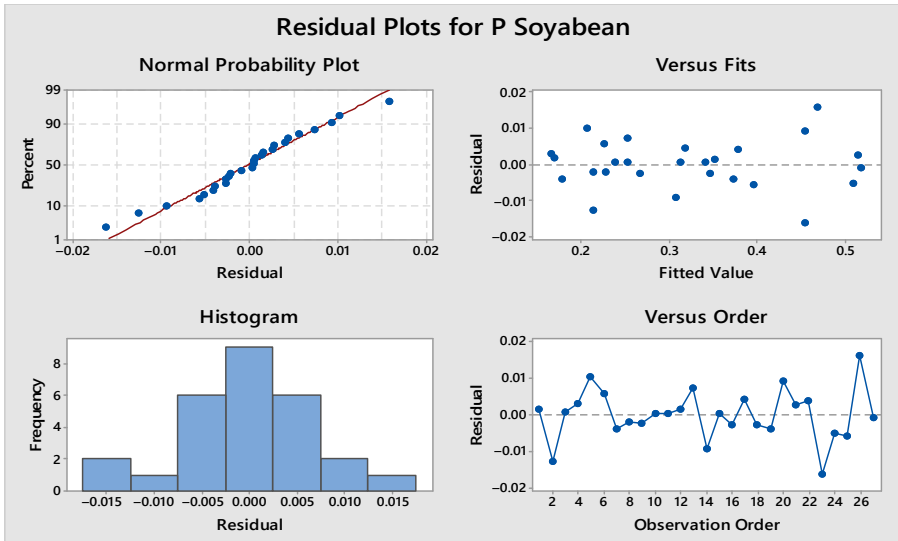 Residual Plots for P Soyabean
Normal Probability Plot
99
90
50
10
1
Percent
−0.02 −0.01 0.00 0.01 0.02
Residual
Versus Fits
0.02
0.01
0.00
−0.01
−0.02
Residual
0.2 0.3 0.4 0.5
Fitted Value
Histogram
8
6
4
2
0
Frequency
−0.015 −0.010 −0.005 0.000 0.005 0.010 0.015
Residual
Versus Order
0.02
0.01
0.00
−0.01
−0.02
Residual
2 4 6 8 10 12 14 16 18 20 22 24 26
Observation Order